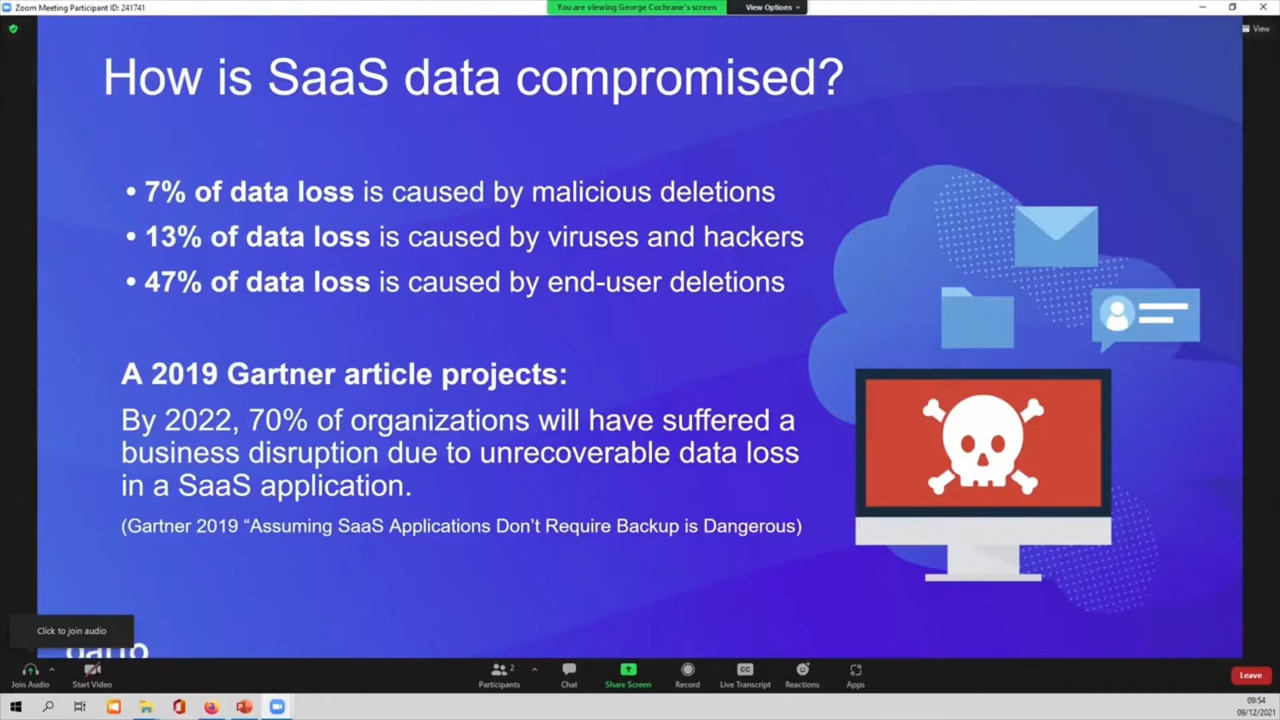 Zoom Meeting Participant ID: 241741
You are viewing George Cochrane's screen
View Options
View
How is SaaS data compromised?
• 7% of data loss is caused by malicious deletions
• 13% of data loss is caused by viruses and hackers
• 47% of data loss is caused by end-user deletions
A 2019 Gartner article projects:
By 2022, 70% of organizations will have suffered a
business disruption due to unrecoverable data loss
in a SaaS application.
(Gartner 2019 “Assuming SaaS Applications Don’t Require Backup is Dangerous)
Click to join audio
Join Audio
Start Video
2
Participants
Chat
Share Screen
Record
CC
Live Transcript
Reactions
Apps
Leave
09:54
09/12/2021